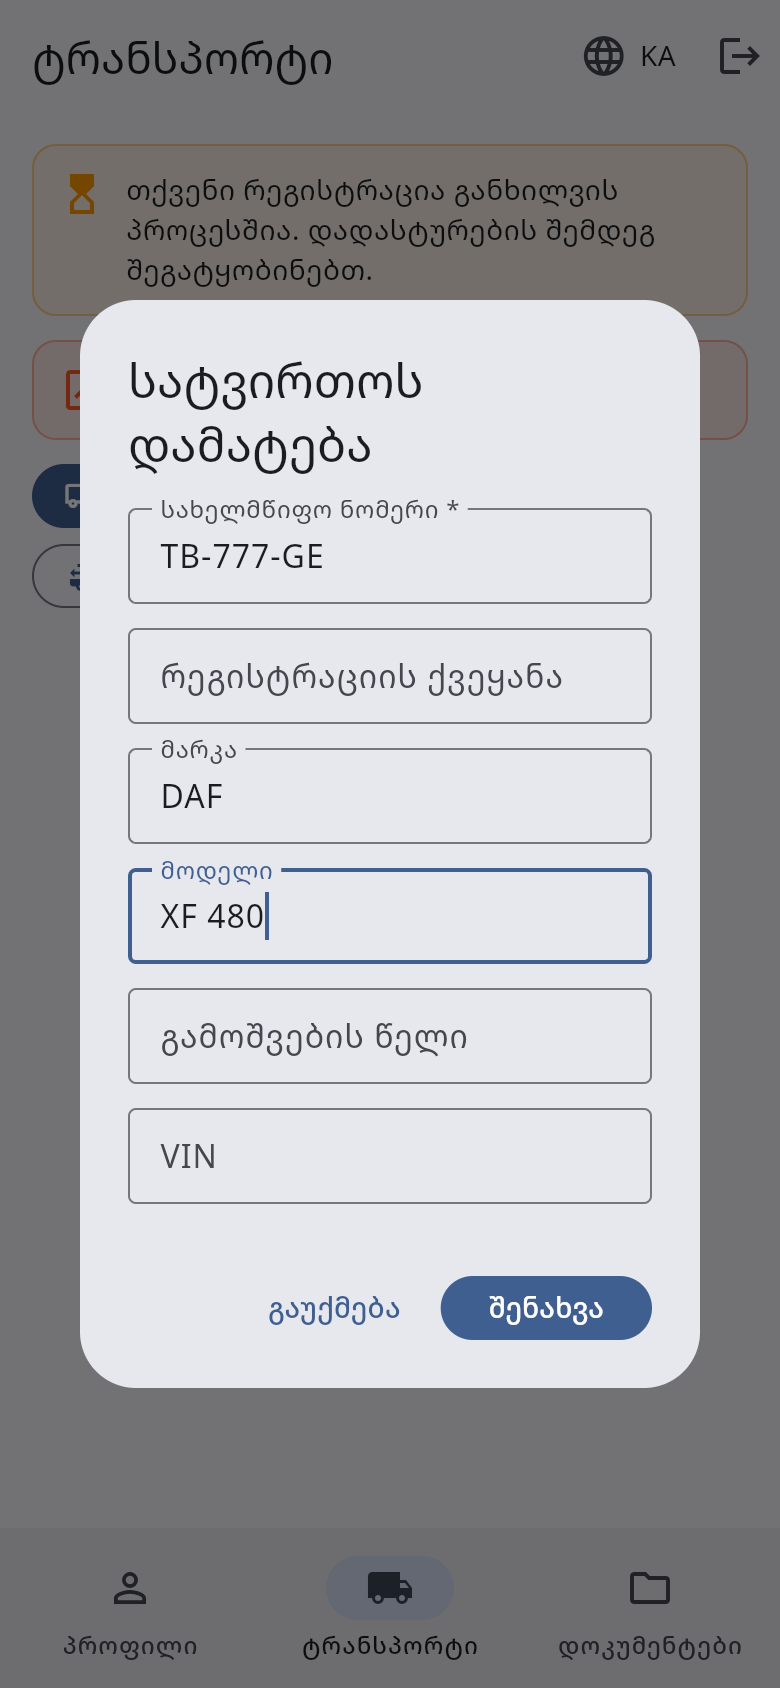 ტრანსპორტი
KA
თქვენი რეგისტრაცია განხილვის
პროცესშია. დადასტურების შემდეგ
შეგატყობინებთ.
სატვირთოს
დამატება
სახელმწიფო ნომერი *
TB-777-GE
რეგისტრაციის ქვეყანა
მარკა
DAF
მოდელი
XF 480
გამოშვების წელი
VIN
გაუქმება
შენახვა
პროფილი
ტრანსპორტი
დოკუმენტები